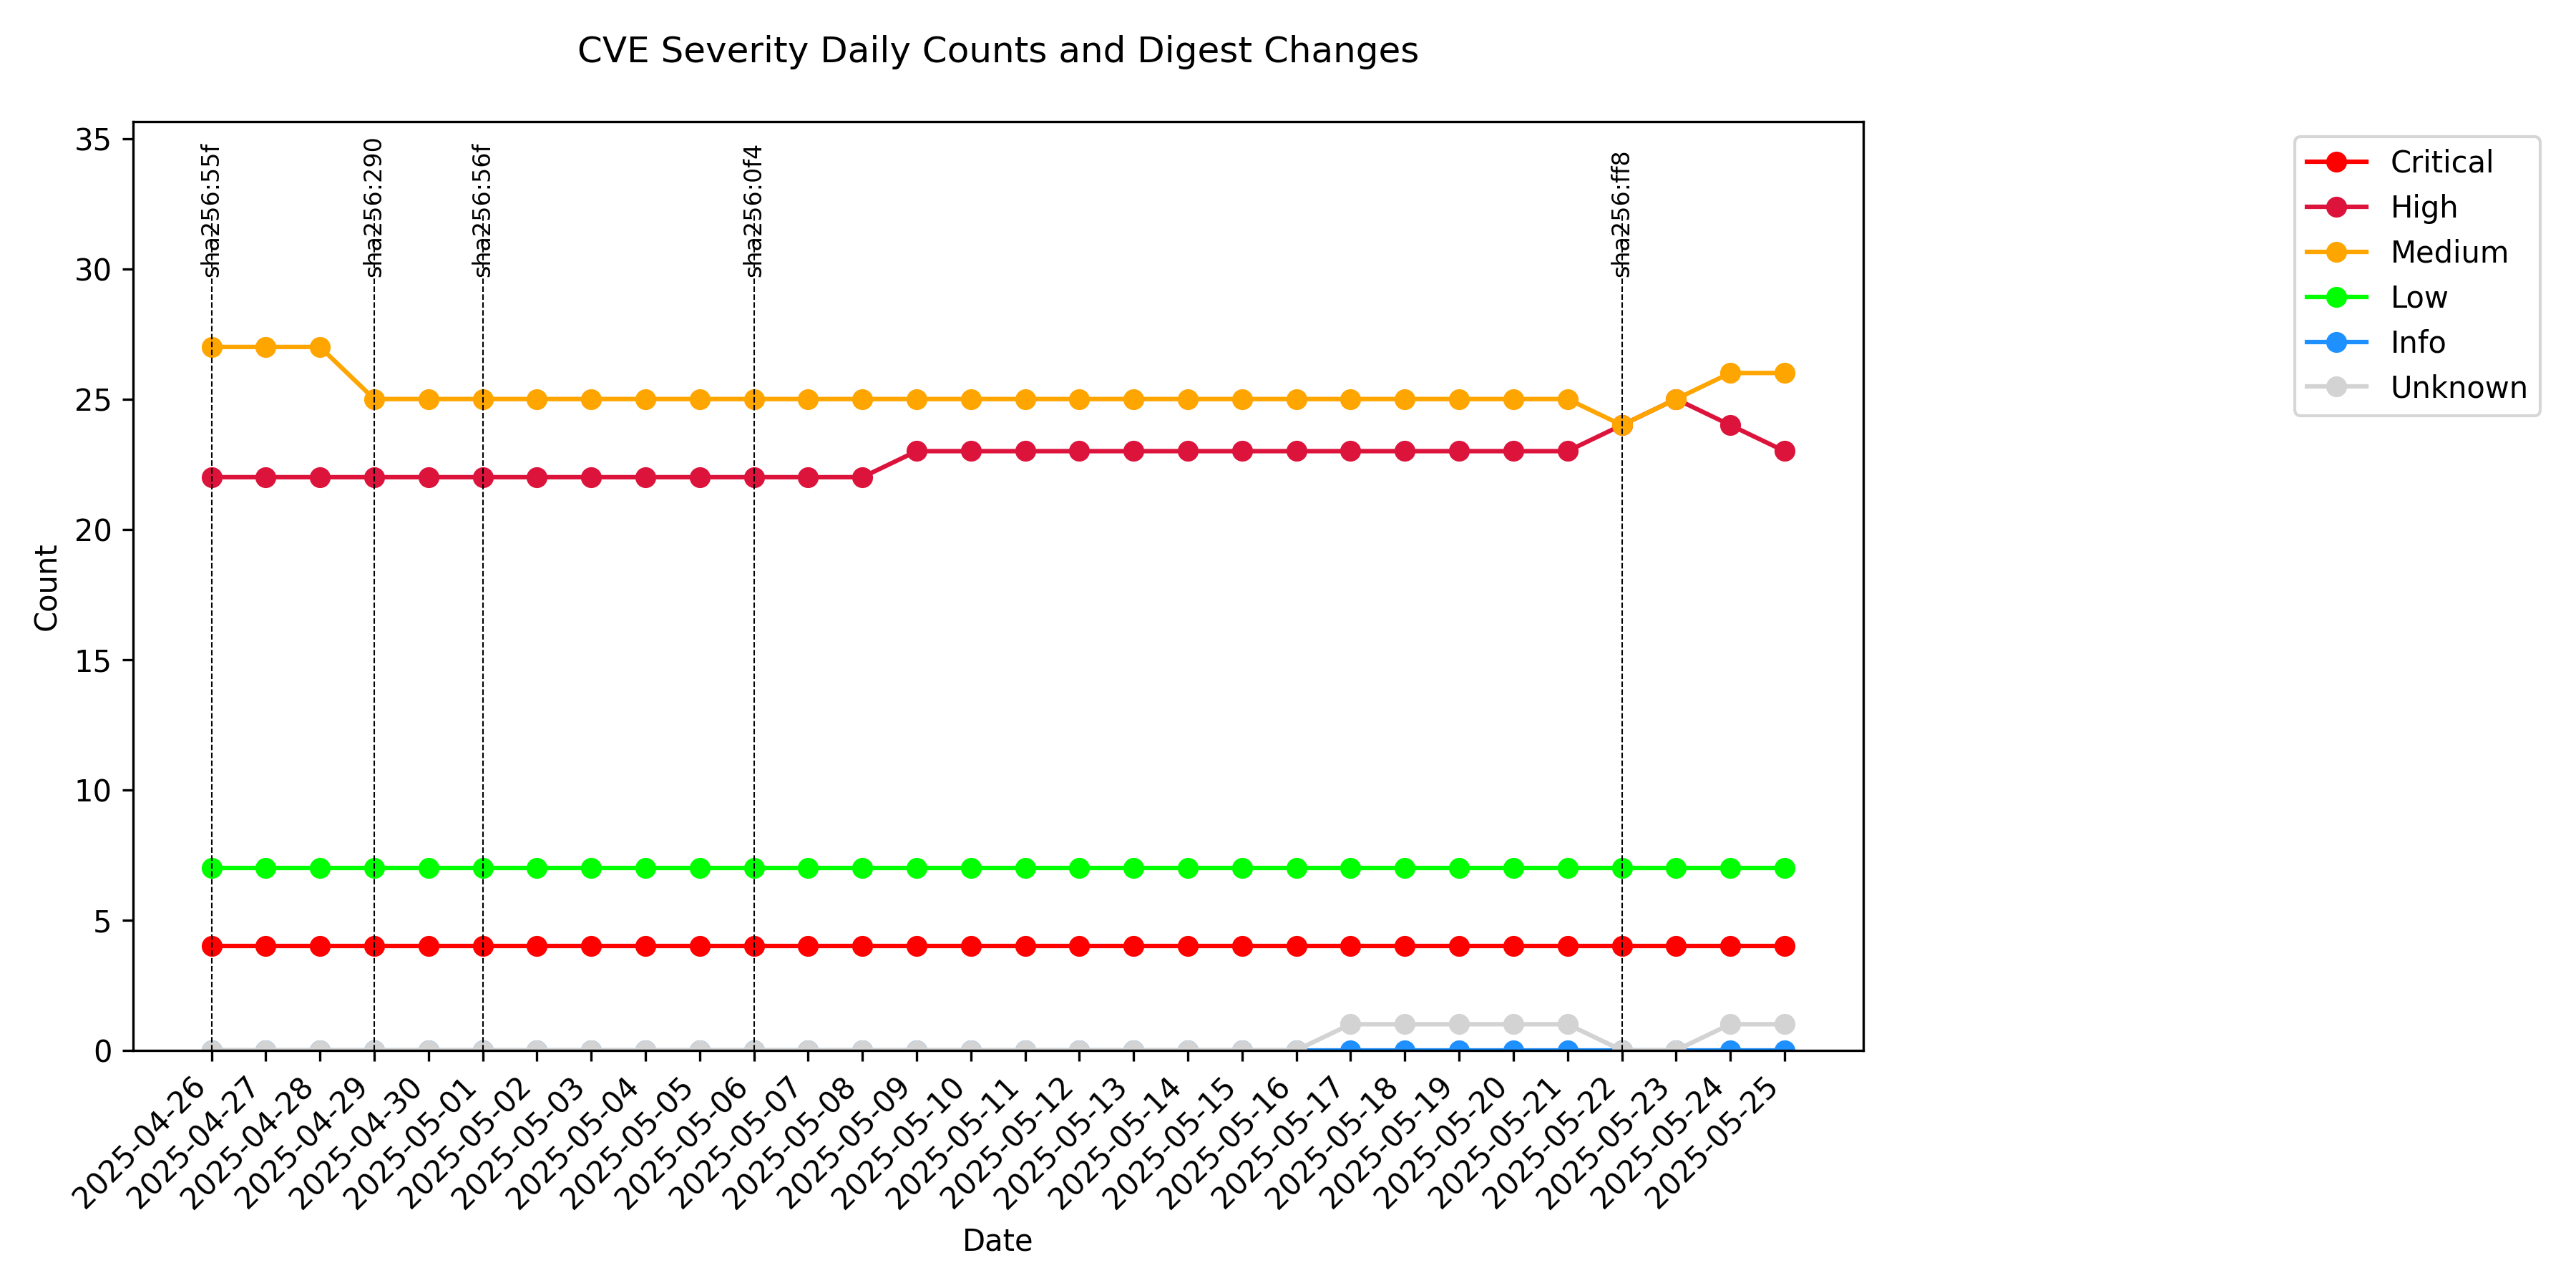 CVE Severity Daily Counts and Digest Changes
35
30
25
20
15
10
5
0
Count
sha256:55f
sha256:290
sha256:56f
sha256:0f4
sha256:ff8
Critical
High
Medium
Low
Info
Unknown
2025-04-26
2025-04-27
2025-04-28
2025-04-29
2025-04-30
2025-05-01
2025-05-02
2025-05-03
2025-05-04
2025-05-05
2025-05-06
2025-05-07
2025-05-08
2025-05-09
2025-05-10
2025-05-11
2025-05-12
2025-05-13
2025-05-14
2025-05-15
2025-05-16
2025-05-17
2025-05-18
2025-05-19
2025-05-20
2025-05-21
2025-05-22
2025-05-23
2025-05-24
2025-05-25
Date